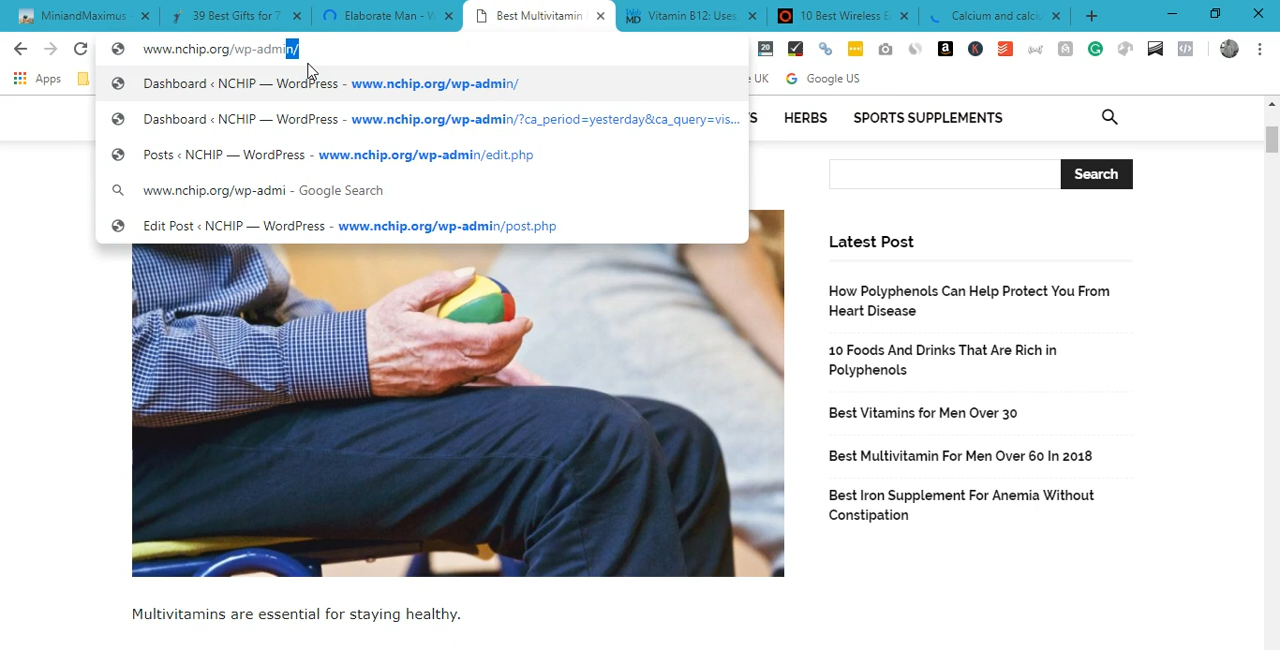 MiniandMaximus -
39 Best Gifts for 7
Elaborate Man - W
Best Multivitamin
WebMD
Vitamin B12: Uses,
10 Best Wireless E
Calcium and calciu
www.nchip.org/wp-admin/
20
a
K
G
Apps
UK
Google US
Dashboard ‹ NCHIP — WordPress - www.nchip.org/wp-admin/
Dashboard ‹ NCHIP — WordPress - www.nchip.org/wp-admin/?ca_period=yesterday&ca_query=vis...
Posts ‹ NCHIP — WordPress - www.nchip.org/wp-admin/edit.php
www.nchip.org/wp-admi - Google Search
Edit Post ‹ NCHIP — WordPress - www.nchip.org/wp-admin/post.php
HERBS
SPORTS SUPPLEMENTS
Search
Latest Post
How Polyphenols Can Help Protect You From
Heart Disease
10 Foods And Drinks That Are Rich in
Polyphenols
Best Vitamins for Men Over 30
Best Multivitamin For Men Over 60 In 2018
Best Iron Supplement For Anemia Without
Constipation
Multivitamins are essential for staying healthy.